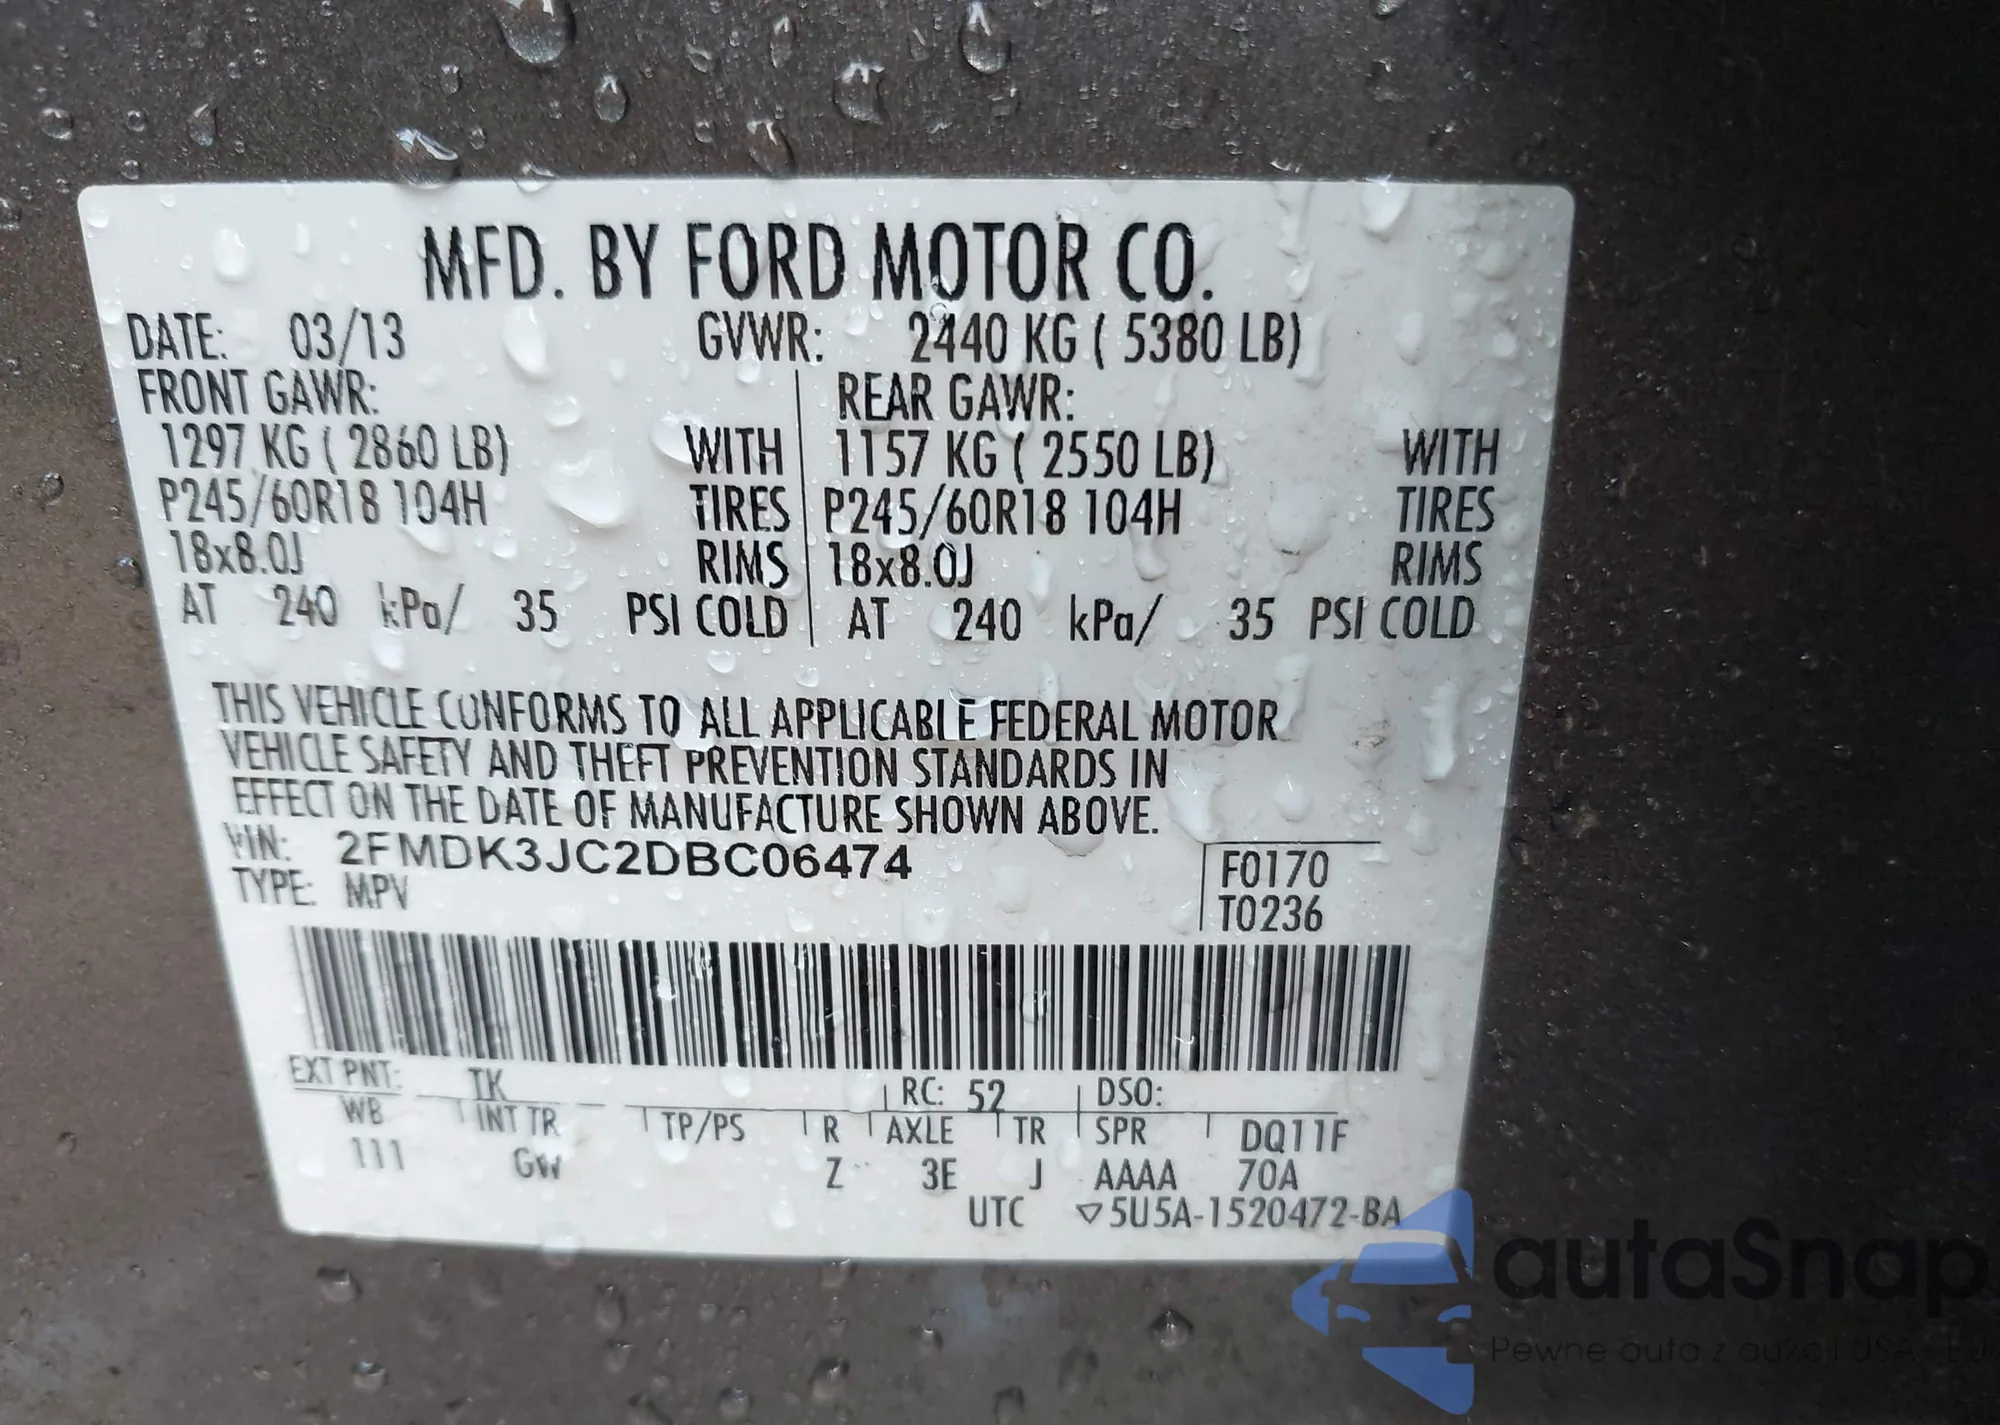 MFD. BY FORD MOTOR CO.
DATE: 03/13 GVWR: 2440 KG ( 5380 LB)
FRONT GAWR: REAR GAWR:
1297 KG ( 2860 LB) WITH 1157 KG ( 2550 LB) WITH
P245/60R18 104H TIRES P245/60R18 104H TIRES
18x8.0J RIMS 18x8.0J RIMS
AT 240 kPa/ 35 PSI COLD AT 240 kPa/ 35 PSI COLD
THIS VEHICLE CONFORMS TO ALL APPLICABLE FEDERAL MOTOR
VEHICLE SAFETY AND THEFT PREVENTION STANDARDS IN
EFFECT ON THE DATE OF MANUFACTURE SHOWN ABOVE.
VIN: 2FMDK3JC2DBC06474
TYPE: MPV
F0170
T0236
EXT PNT: TK RC: 52 DSO:
WB INT TR TP/PS R AXLE TR SPR DQ11F
111 GW Z 3E J AAAA 70A
UTC ▽5U5A-1520472-BA
autaSnap
Pewne auta z aukcji USA